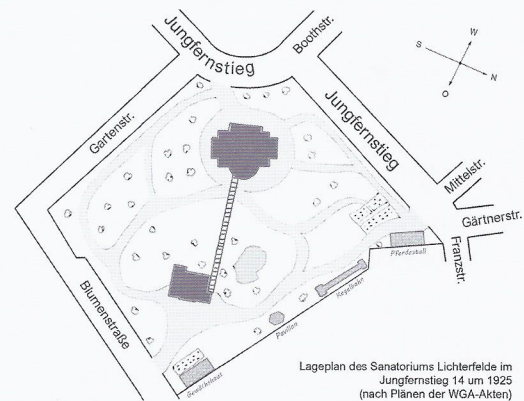 Jungfernstieg
Boothstr.
W
S
N
O
Gartenstr.
Jungfernstieg
Mittelstr.
Gärtnerstr.
Franzstr.
Pferdestall
Kegelbahn
Pavillon
Blumenstraße
Gewächshaus
Lageplan des Sanatoriums Lichterfelde im
Jungfernstieg 14 um 1925
(nach Plänen der WGA-Akten)